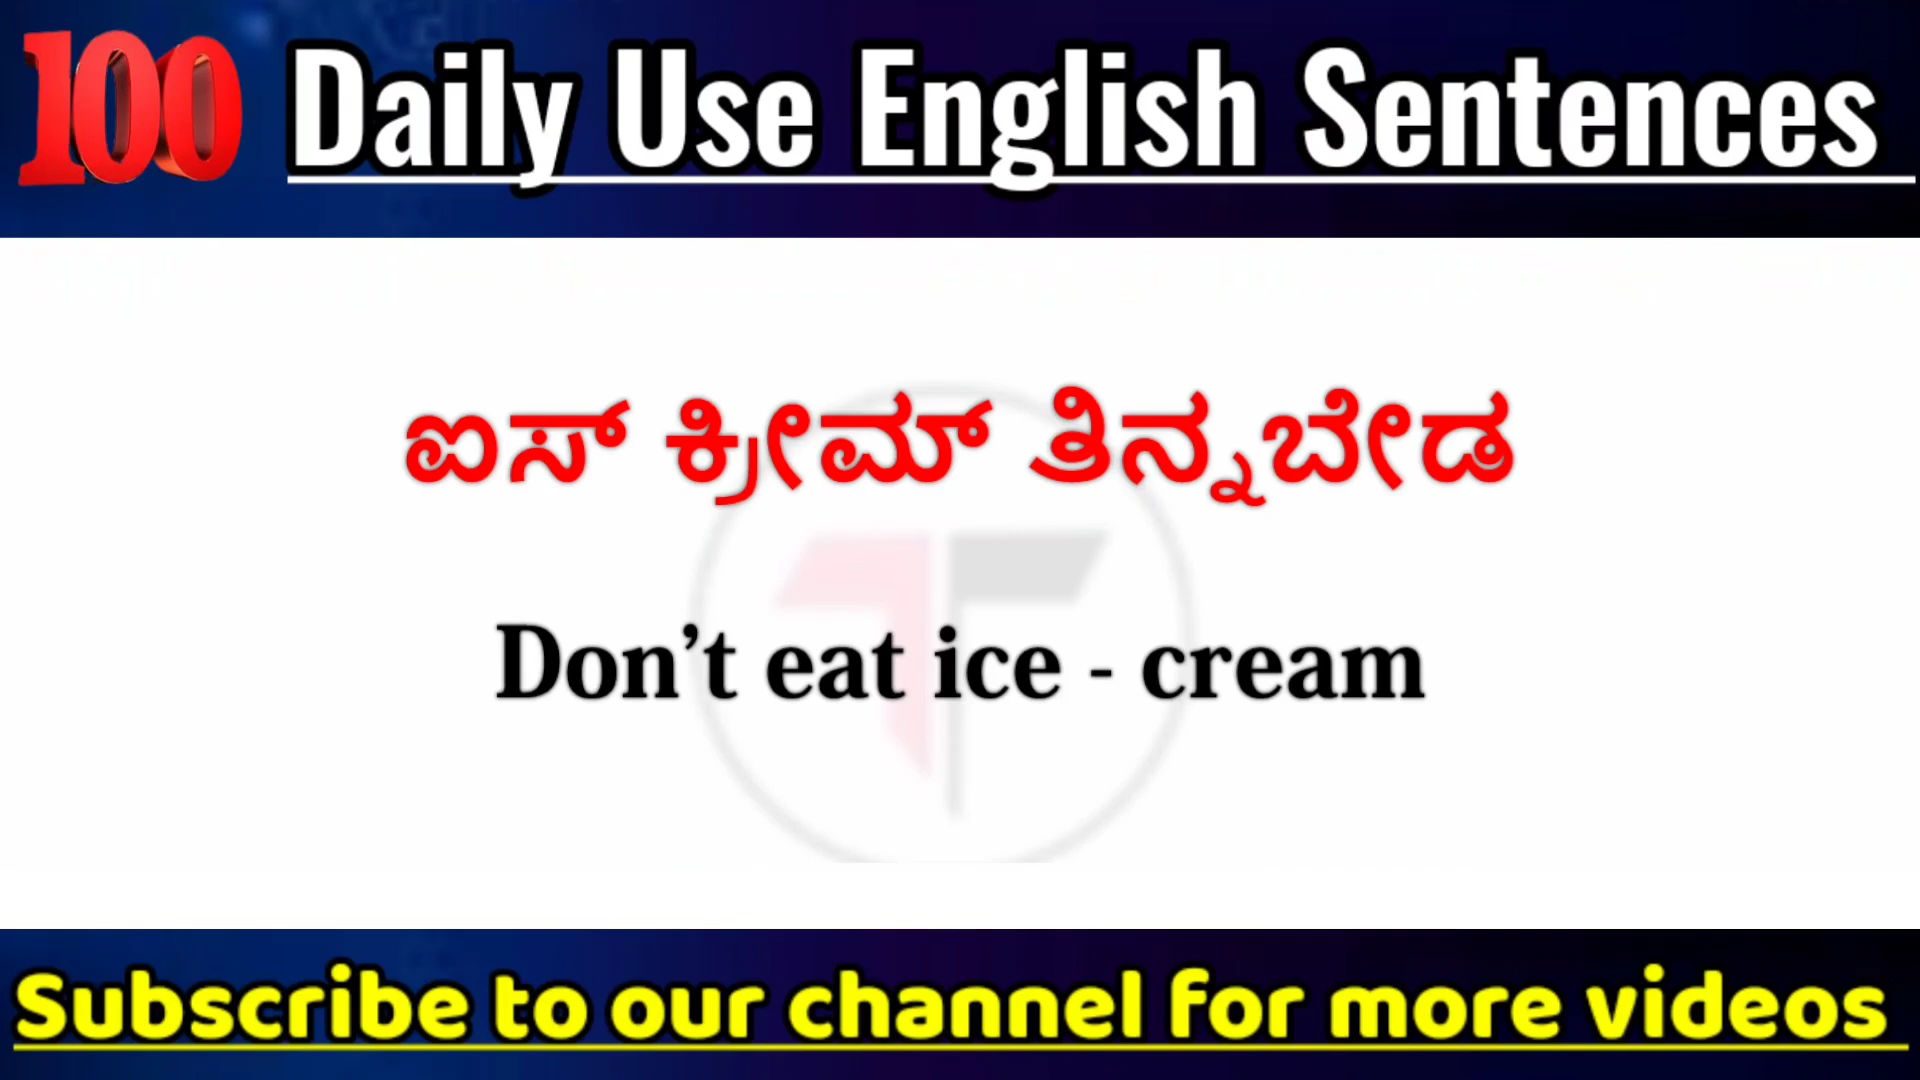 100 Daily Use English Sentences
ಐಸ್ ಕ್ರೀಮ್ ತಿನ್ನಬೇಡ
Don’t eat ice - cream
Subscribe to our channel for more videos